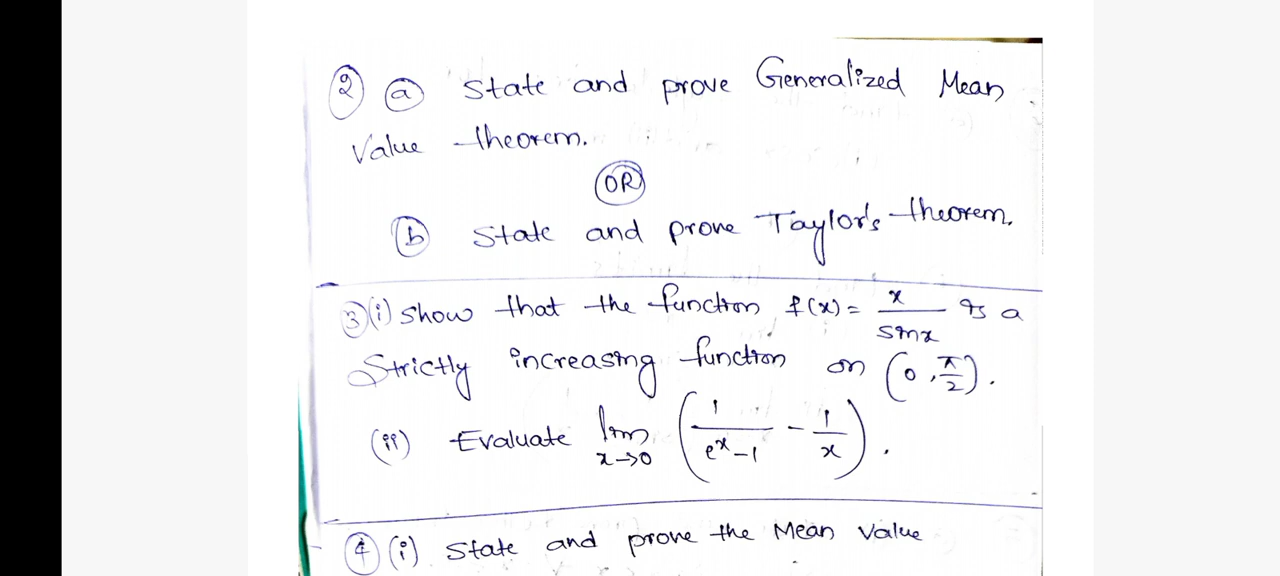 2 a State and prove Generalized Mean
Value theorem.
OR
b State and prove Taylor's theorem.
3 (i) Show that the function f(x) = x/sinx is a
Strictly increasing function on (0, π/2).
(ii) Evaluate lim x→0 (1/(e^x-1) - 1/x).
4 (i) State and prove the Mean Value